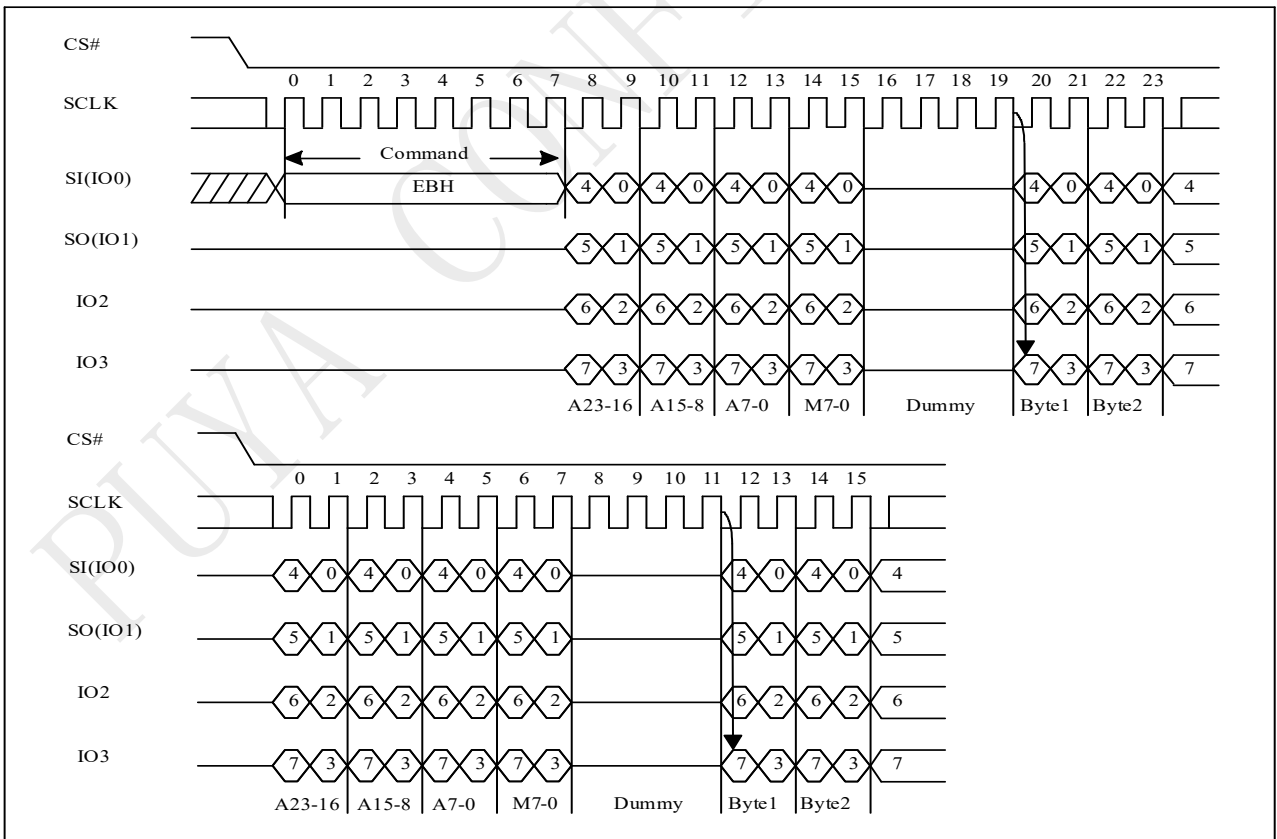 PUYA CONF
CS#
0 1 2 3 4 5 6 7 8 9 10 11 12 13 14 15 16 17 18 19 20 21 22 23
SCLK
Command
SI(IO0) EBH 4 0 4 0 4 0 4 0 4 0 4 0 4
SO(IO1) 5 1 5 1 5 1 5 1 5 1 5 1 5
IO2 6 2 6 2 6 2 6 2 6 2 6 2 6
IO3 7 3 7 3 7 3 7 3 7 3 7 3 7
A23-16 A15-8 A7-0 M7-0 Dummy Byte1 Byte2
CS#
0 1 2 3 4 5 6 7 8 9 10 11 12 13 14 15
SCLK
SI(IO0) 4 0 4 0 4 0 4 0 4 0 4 0 4
SO(IO1) 5 1 5 1 5 1 5 1 5 1 5 1 5
IO2 6 2 6 2 6 2 6 2 6 2 6 2 6
IO3 7 3 7 3 7 3 7 3 7 3 7 3 7
A23-16 A15-8 A7-0 M7-0 Dummy Byte1 Byte2